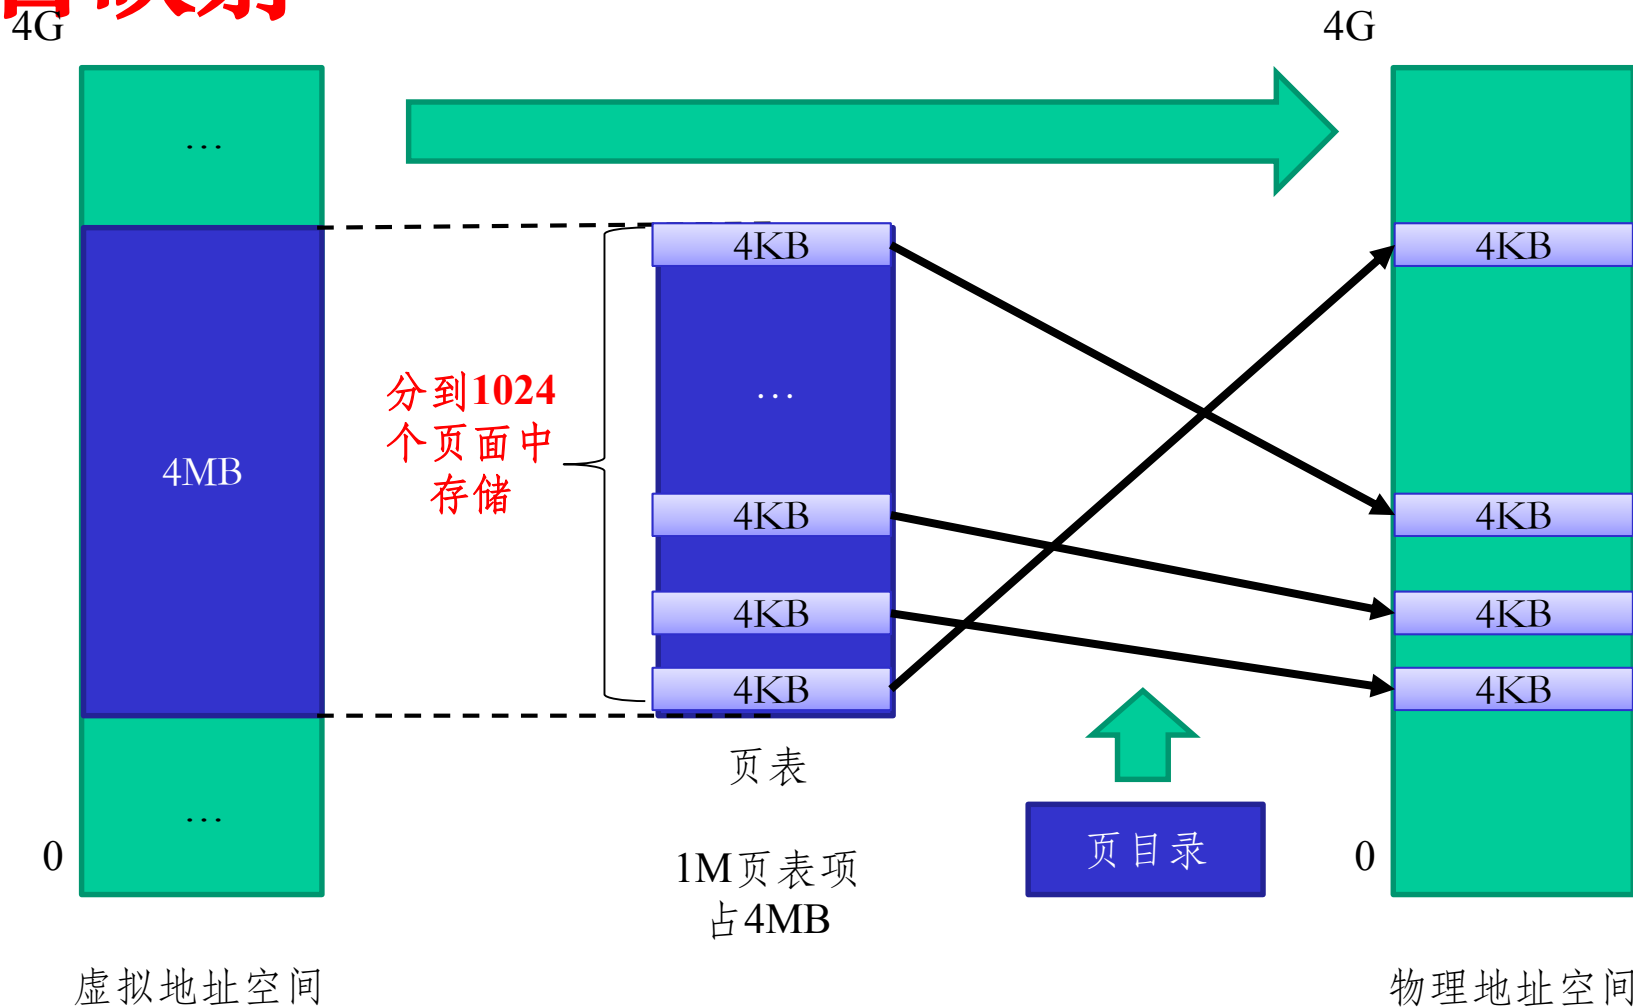 4G
4G
…
4KB
4KB
分到1024
个页面中
存储
…
4MB
4KB
4KB
4KB
4KB
4KB
4KB
页表
…
0
页目录
0
1M页表项
占4MB
虚拟地址空间
物理地址空间